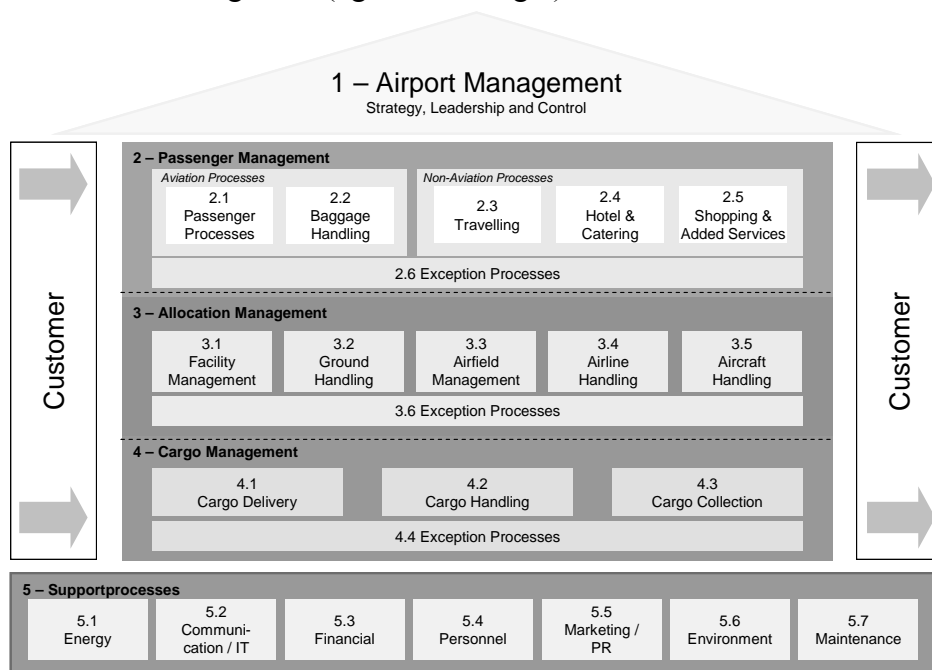 1 – Airport Management
Strategy, Leadership and Control
Customer
Customer
2 – Passenger Management
Aviation Processes
Non-Aviation Processes
2.1
Passenger
Processes
2.2
Baggage
Handling
2.3
Travelling
2.4
Hotel &
Catering
2.5
Shopping &
Added Services
2.6 Exception Processes
3 – Allocation Management
3.1
Facility
Management
3.2
Ground
Handling
3.3
Airfield
Management
3.4
Airline
Handling
3.5
Aircraft
Handling
3.6 Exception Processes
4 – Cargo Management
4.1
Cargo Delivery
4.2
Cargo Handling
4.3
Cargo Collection
4.4 Exception Processes
5 – Supportprocesses
5.1
Energy
5.2
Communi-
cation / IT
5.3
Financial
5.4
Personnel
5.5
Marketing /
PR
5.6
Environment
5.7
Maintenance